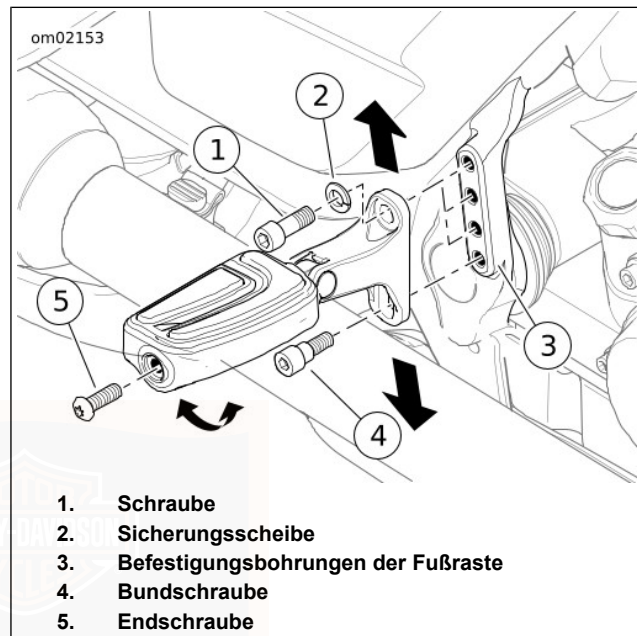 om02153
1
2
3
4
5
1. Schraube
2. Sicherungsscheibe
3. Befestigungsbohrungen der Fußraste
4. Bundschraube
5. Endschraube